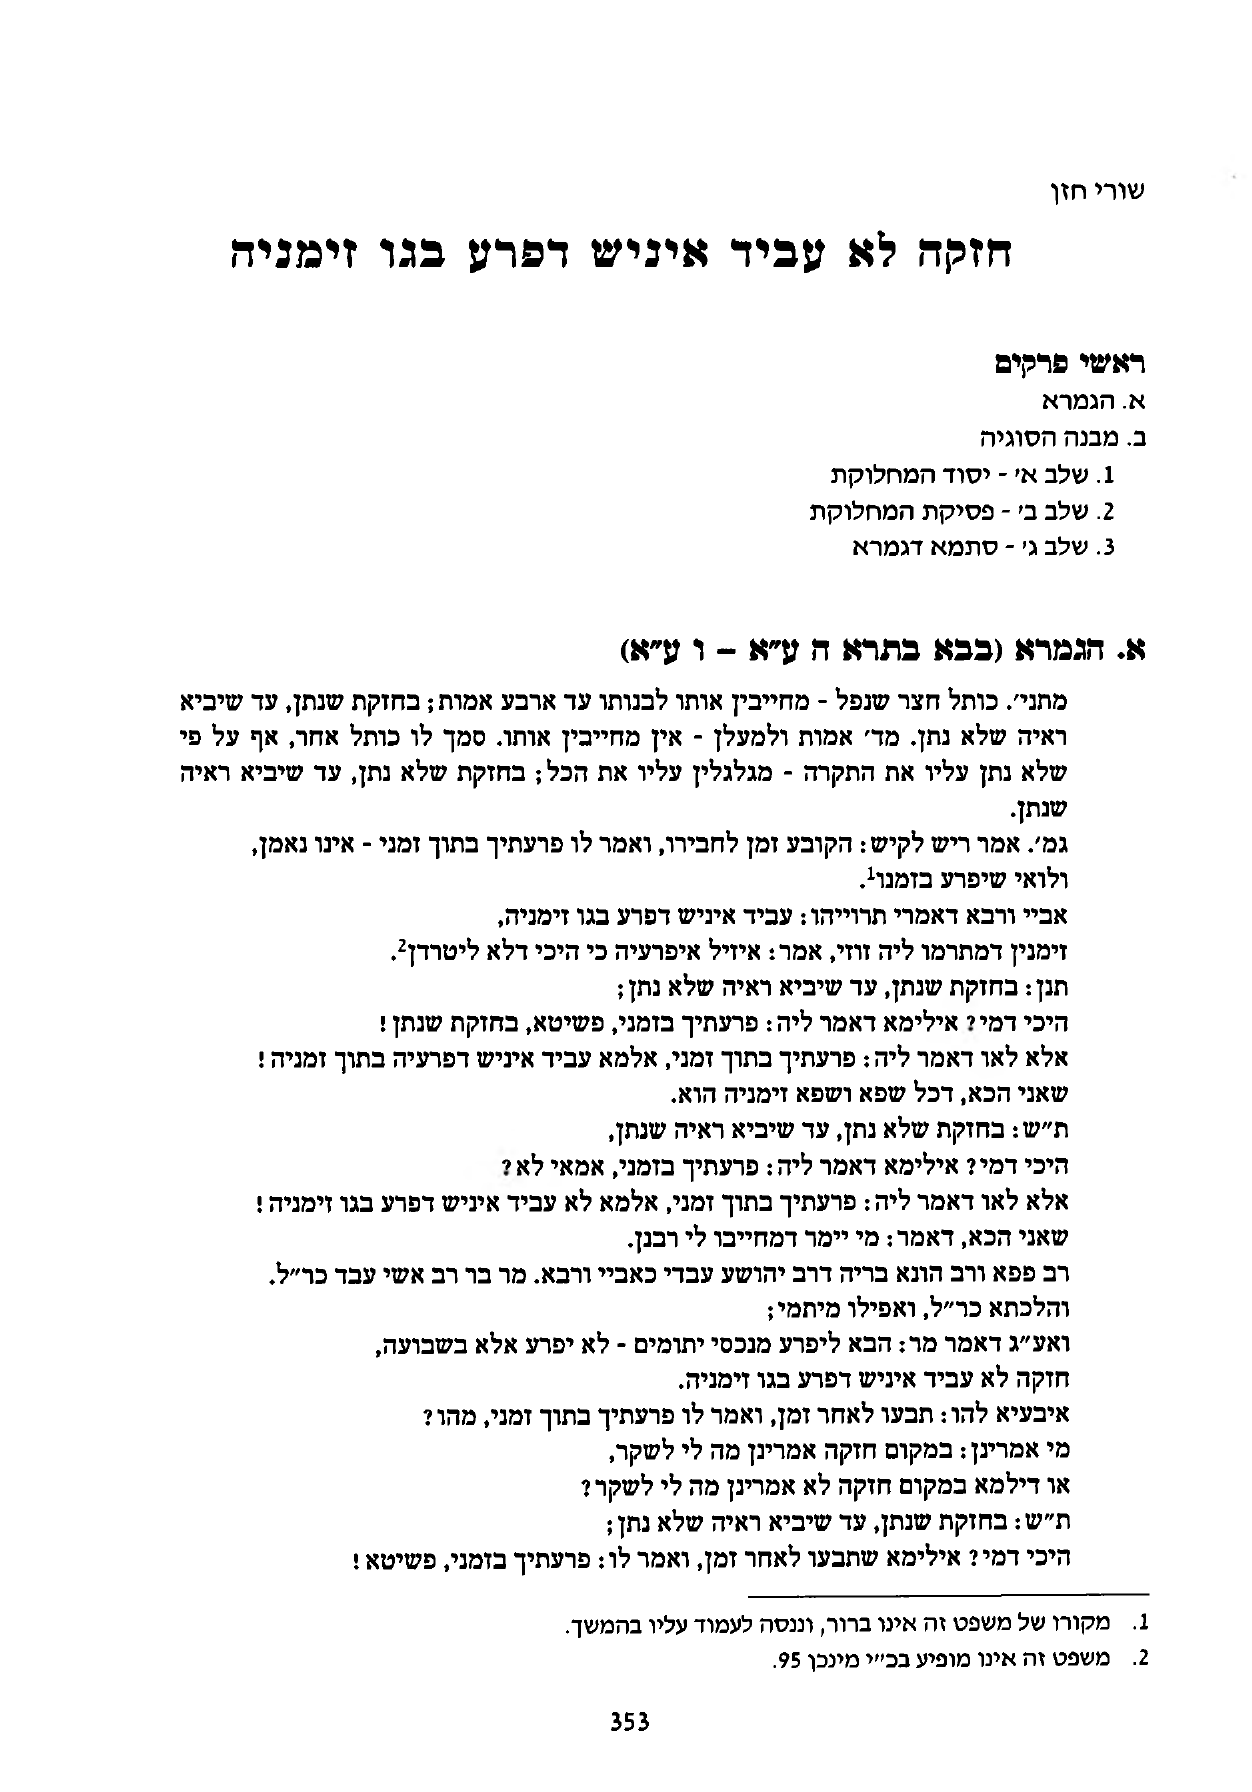 שורי חזן
חזקה לא עביד איניש דפרע בגו זימניה
ראשי פרקים
א. הגמרא
ב. מבנה הסוגיה
1. שלב א׳ - יסוד המחלוקת
2. שלב ב׳ - פסיקת המחלוקת
3. שלב ג׳ - סתמא דגמרא
א. הגמרא (בבא בתרא ה ע״א – ו ע״א)
מתני׳. כותל חצר שנפל - מחייבין אותו לבנותו עד ארבע אמות; בחזקת שנתן, עד שיביא
ראיה שלא נתן. מד׳ אמות ולמעלן - אין מחייבין אותו. סמך לו כותל אחר, אף על פי
שלא נתן עליו את התקרה - מגלגלין עליו את הכל; בחזקת שלא נתן, עד שיביא ראיה
שנתן.
גמ׳. אמר ריש לקיש: הקובע זמן לחבירו, ואמר לו פרעתיך בתוך זמני - אינו נאמן,
ולואי שיפרע בזמנו1.
אביי ורבא דאמרי תרוייהו: עביד איניש דפרע בגו זימניה,
זימנין דמתרמו ליה זוזי, אמר: איזיל איפרעיה כי היכי דלא ליטרדן2.
תנן: בחזקת שנתן, עד שיביא ראיה שלא נתן;
היכי דמי? אילימא דאמר ליה: פרעתיך בזמני, פשיטא, בחזקת שנתן!
אלא לאו דאמר ליה: פרעתיך בתוך זמני, אלמא עביד איניש דפרעיה בתוך זמניה!
שאני הכא, דכל שפא ושפא זימניה הוא.
ת״ש: בחזקת שלא נתן, עד שיביא ראיה שנתן,
היכי דמי? אילימא דאמר ליה: פרעתיך בזמני, אמאי לא?
אלא לאו דאמר ליה: פרעתיך בתוך זמני, אלמא לא עביד איניש דפרע בגו זימניה!
שאני הכא, דאמר: מי יימר דמחייבו לי רבנן.
רב פפא ורב הונא בריה דרב יהושע עבדי כאביי ורבא. מר בר רב אשי עבד כר״ל.
והלכתא כר״ל, ואפילו מיתמי;
ואע״ג דאמר מר: הבא ליפרע מנכסי יתומים - לא יפרע אלא בשבועה,
חזקה לא עביד איניש דפרע בגו זימניה.
איבעיא להו: תבעו לאחר זמן, ואמר לו פרעתיך בתוך זמני, מהו?
מי אמרינן: במקום חזקה אמרינן מה לי לשקר,
או דילמא במקום חזקה לא אמרינן מה לי לשקר?
ת״ש: בחזקת שנתן, עד שיביא ראיה שלא נתן;
היכי דמי? אילימא שתבעו לאחר זמן, ואמר לו: פרעתיך בזמני, פשיטא!
1. מקורו של משפט זה אינו ברור, וננסה לעמוד עליו בהמשך.
2. משפט זה אינו מופיע בכ״י מינכן 95.
353